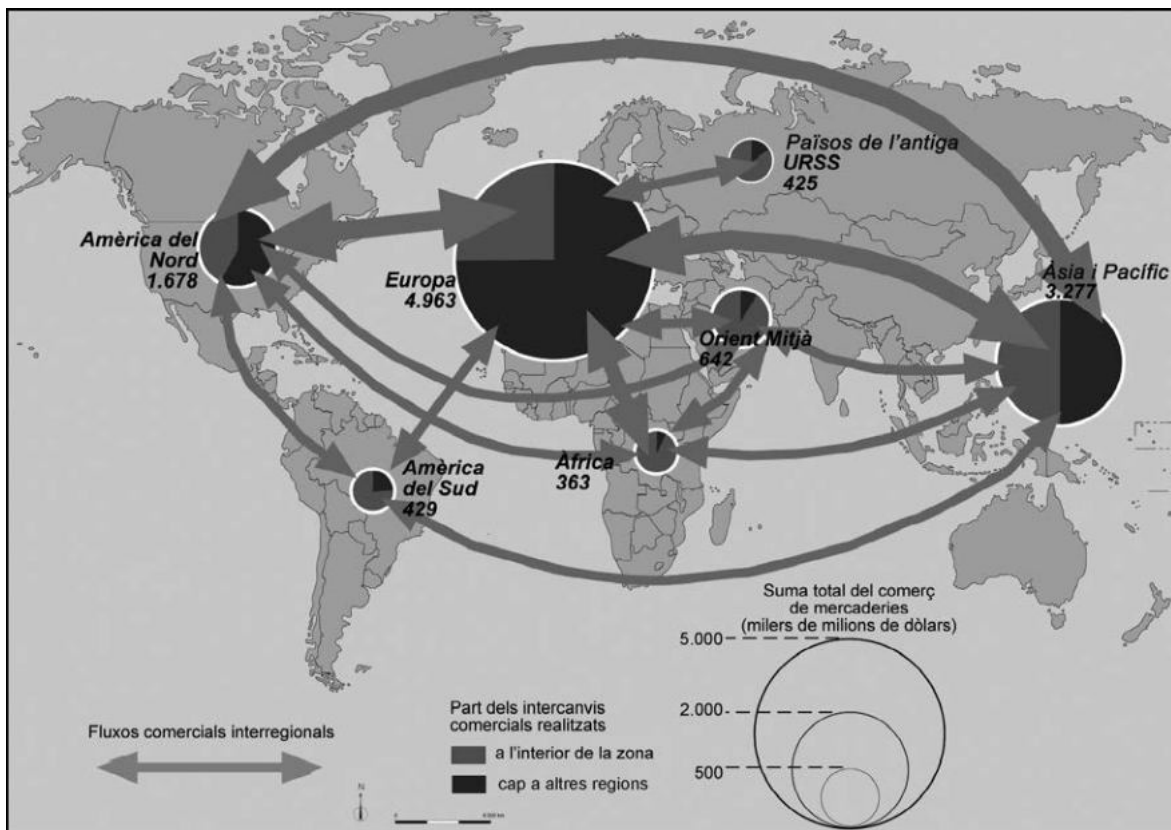 Països de l'antiga
URSS
425
Amèrica del
Nord
1.678
Europa
4.963
Àsia i Pacífic
3.277
Orient Mitjà
642
Àfrica
363
Amèrica
del Sud
429
Suma total del comerç
de mercaderies
(milers de milions de dòlars)
5.000
2.000
500
Part dels intercanvis
comercials realitzats
a l'interior de la zona
cap a altres regions
Fluxos comercials interregionals
N
0